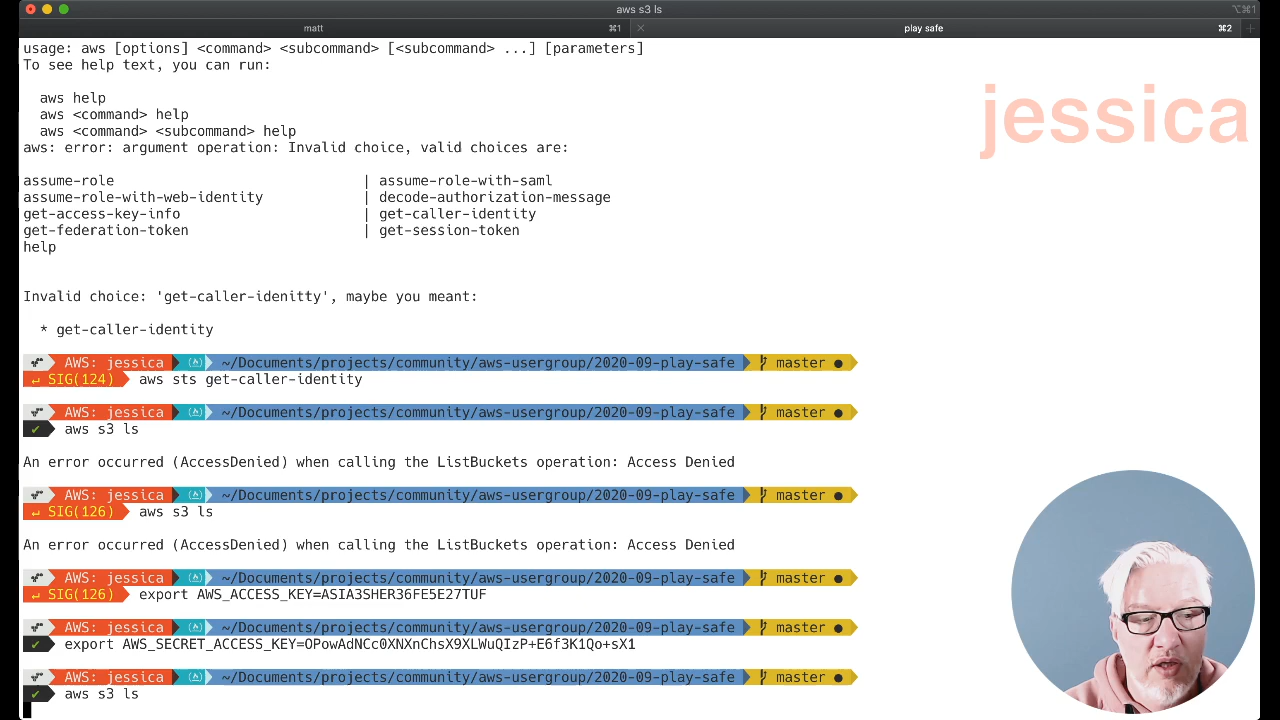 aws s3 ls
⌥⌘1
matt ⌘1
play safe ⌘2
usage: aws [options] <command> <subcommand> [<subcommand> ...] [parameters]
To see help text, you can run:
aws help
aws <command> help
aws <command> <subcommand> help
aws: error: argument operation: Invalid choice, valid choices are:
assume-role | assume-role-with-saml
assume-role-with-web-identity | decode-authorization-message
get-access-key-info | get-caller-identity
get-federation-token | get-session-token
help
Invalid choice: 'get-caller-idenitty', maybe you meant:
* get-caller-identity
AWS: jessica ~/Documents/projects/community/aws-usergroup/2020-09-play-safe master ●
↵ SIG(124) aws sts get-caller-identity
AWS: jessica ~/Documents/projects/community/aws-usergroup/2020-09-play-safe master ●
✔ aws s3 ls
An error occurred (AccessDenied) when calling the ListBuckets operation: Access Denied
AWS: jessica ~/Documents/projects/community/aws-usergroup/2020-09-play-safe master ●
↵ SIG(126) aws s3 ls
An error occurred (AccessDenied) when calling the ListBuckets operation: Access Denied
AWS: jessica ~/Documents/projects/community/aws-usergroup/2020-09-play-safe master ●
↵ SIG(126) export AWS_ACCESS_KEY=ASIA3SHER36FE5E27TUF
AWS: jessica ~/Documents/projects/community/aws-usergroup/2020-09-play-safe master ●
✔ export AWS_SECRET_ACCESS_KEY=OPowAdNCc0XNXnChsX9XLWuQIzP+E6f3K1Qo+sX1
AWS: jessica ~/Documents/projects/community/aws-usergroup/2020-09-play-safe master ●
✔ aws s3 ls
jessica